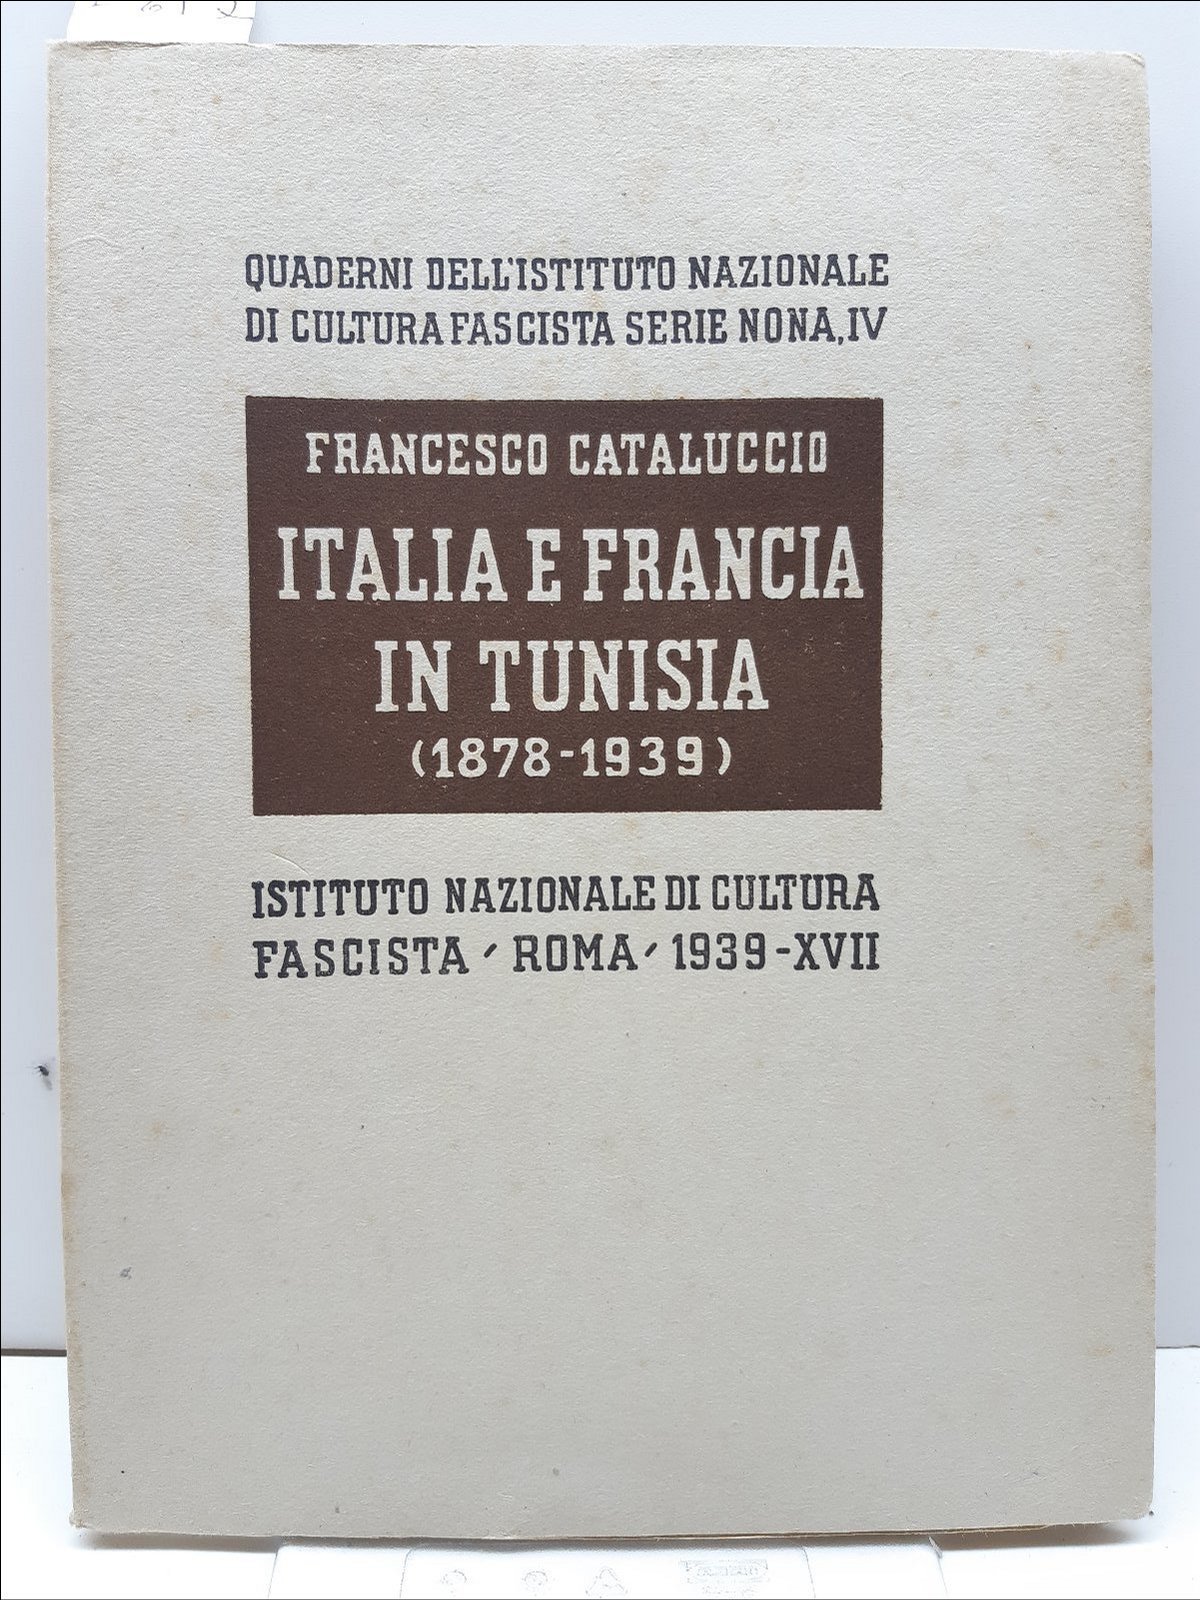 QUADERNI DELL'ISTITUTO NAZIONALE
DI CULTURA FASCISTA SERIE NONA, IV
FRANCESCO CATALUCCIO
ITALIA E FRANCIA
IN TUNISIA
(1878-1939)
ISTITUTO NAZIONALE DI CULTURA
FASCISTA / ROMA / 1939-XVII